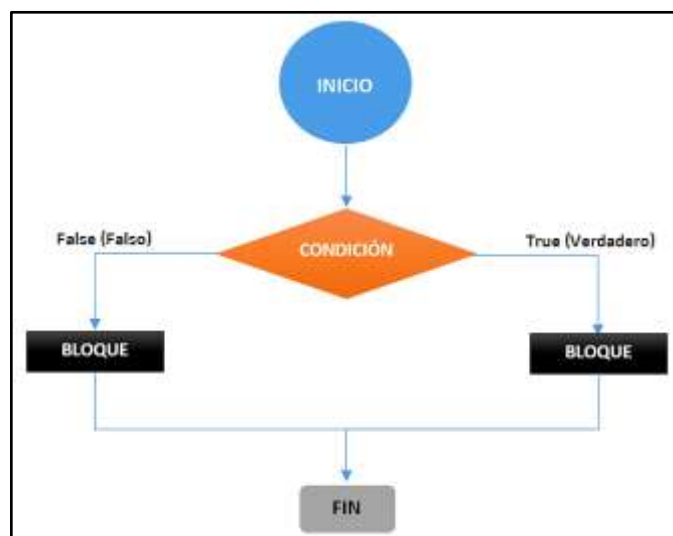 INICIO
False (Falso)
CONDICIÓN
True (Verdadero)
BLOQUE
BLOQUE
FIN